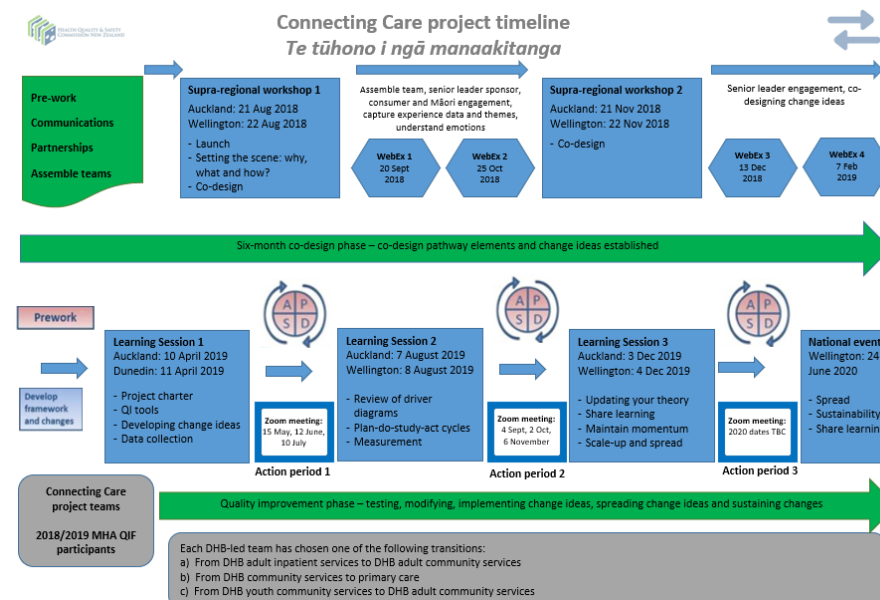 HEALTH QUALITY & SAFETY
COMMISSION NEW ZEALAND
Connecting Care project timeline
Te tūhono i ngā manaakitanga
Pre-work
Communications
Partnerships
Assemble teams
Supra-regional workshop 1
Auckland: 21 Aug 2018
Wellington: 22 Aug 2018
- Launch
- Setting the scene: why,
what and how?
- Co-design
Assemble team, senior leader sponsor,
consumer and Māori engagement,
capture experience data and themes,
understand emotions
WebEx 1
20 Sept
2018
WebEx 2
25 Oct
2018
Supra-regional workshop 2
Auckland: 21 Nov 2018
Wellington: 22 Nov 2018
- Co-design
Senior leader engagement, co-
designing change ideas
WebEx 3
13 Dec
2018
WebEx 4
7 Feb
2019
Six-month co-design phase – co-design pathway elements and change ideas established
Prework
Develop
framework
and changes
Learning Session 1
Auckland: 10 April 2019
Dunedin: 11 April 2019
- Project charter
- QI tools
- Developing change ideas
- Data collection
A P
S D
Zoom meeting:
15 May, 12 June,
10 July
Action period 1
Learning Session 2
Auckland: 7 August 2019
Wellington: 8 August 2019
- Review of driver
diagrams
- Plan-do-study-act cycles
- Measurement
A P
S D
Zoom meeting:
4 Sept, 2 Oct,
6 November
Action period 2
Learning Session 3
Auckland: 3 Dec 2019
Wellington: 4 Dec 2019
- Updating your theory
- Share learning
- Maintain momentum
- Scale-up and spread
A P
S D
Zoom meeting:
2020 dates TBC
Action period 3
National event
Wellington: 24
June 2020
- Spread
- Sustainability
- Share learnin
Connecting Care
project teams
2018/2019 MHA QIF
participants
Quality improvement phase – testing, modifying, implementing change ideas, spreading change ideas and sustaining changes
Each DHB-led team has chosen one of the following transitions:
a) From DHB adult inpatient services to DHB adult community services
b) From DHB community services to primary care
c) From DHB youth community services to DHB adult community services